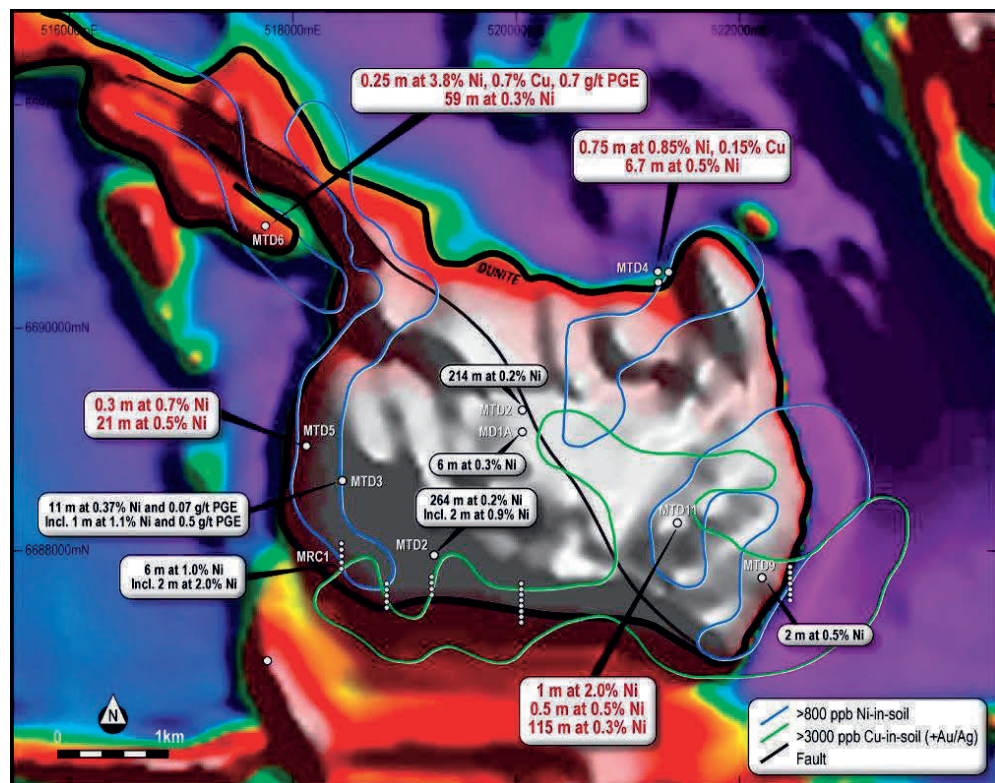 516000mE
518000mE
520000mE
522000mE
0.25 m at 3.8% Ni, 0.7% Cu, 0.7 g/t PGE
59 m at 0.3% Ni
0.75 m at 0.85% Ni, 0.15% Cu
6.7 m at 0.5% Ni
MTD6
MTD4
DUNITE
6690000mN
214 m at 0.2% Ni
0.3 m at 0.7% Ni
21 m at 0.5% Ni
MTD2
MTD5
MD1A
6 m at 0.3% Ni
MTD3
11 m at 0.37% Ni and 0.07 g/t PGE
Incl. 1 m at 1.1% Ni and 0.5 g/t PGE
264 m at 0.2% Ni
Incl. 2 m at 0.9% Ni
MTD11
6688000mN
MRC1
MTD2
6 m at 1.0% Ni
Incl. 2 m at 2.0% Ni
MTD9
2 m at 0.5% Ni
1 m at 2.0% Ni
0.5 m at 0.5% Ni
115 m at 0.3% Ni
N
0 1km
>800 ppb Ni-in-soil
>3000 ppb Cu-in-soil (+Au/Ag)
Fault